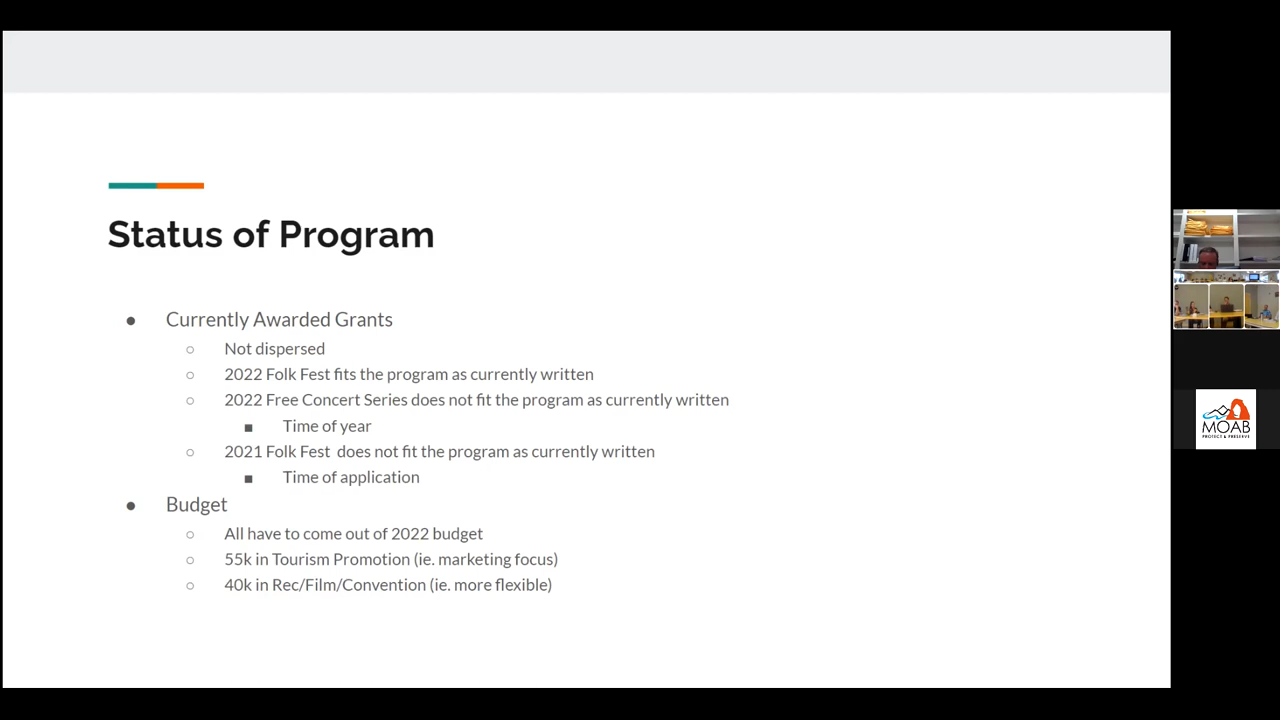 Status of Program
● Currently Awarded Grants
○ Not dispersed
○ 2022 Folk Fest fits the program as currently written
○ 2022 Free Concert Series does not fit the program as currently written
■ Time of year
○ 2021 Folk Fest  does not fit the program as currently written
■ Time of application
● Budget
○ All have to come out of 2022 budget
○ 55k in Tourism Promotion (ie. marketing focus)
○ 40k in Rec/Film/Convention (ie. more flexible)
MOAB
PROTECT & PRESERVE